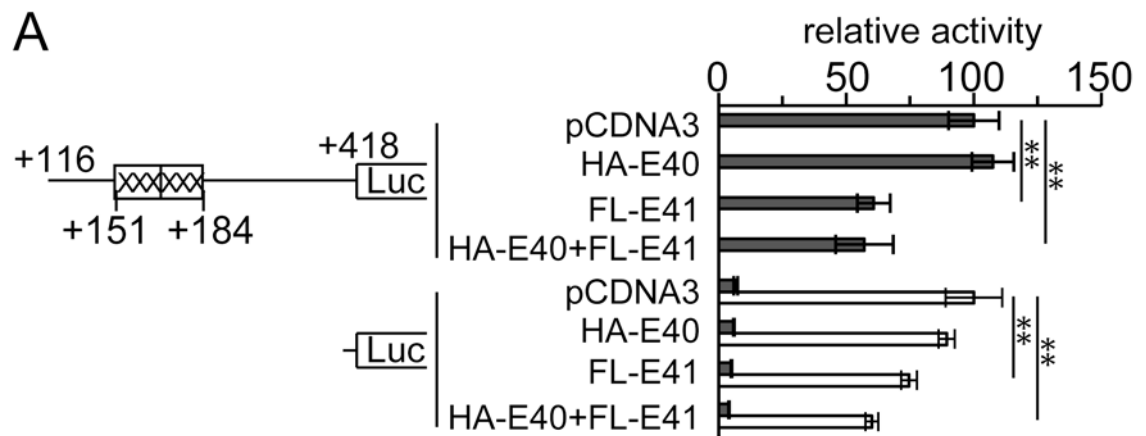 A
relative activity
0 50 100 150
pCDNA3
HA-E40
FL-E41
HA-E40+FL-E41
+116
+418
Luc
+151 +184
**
**
pCDNA3
HA-E40
FL-E41
HA-E40+FL-E41
Luc
**
**